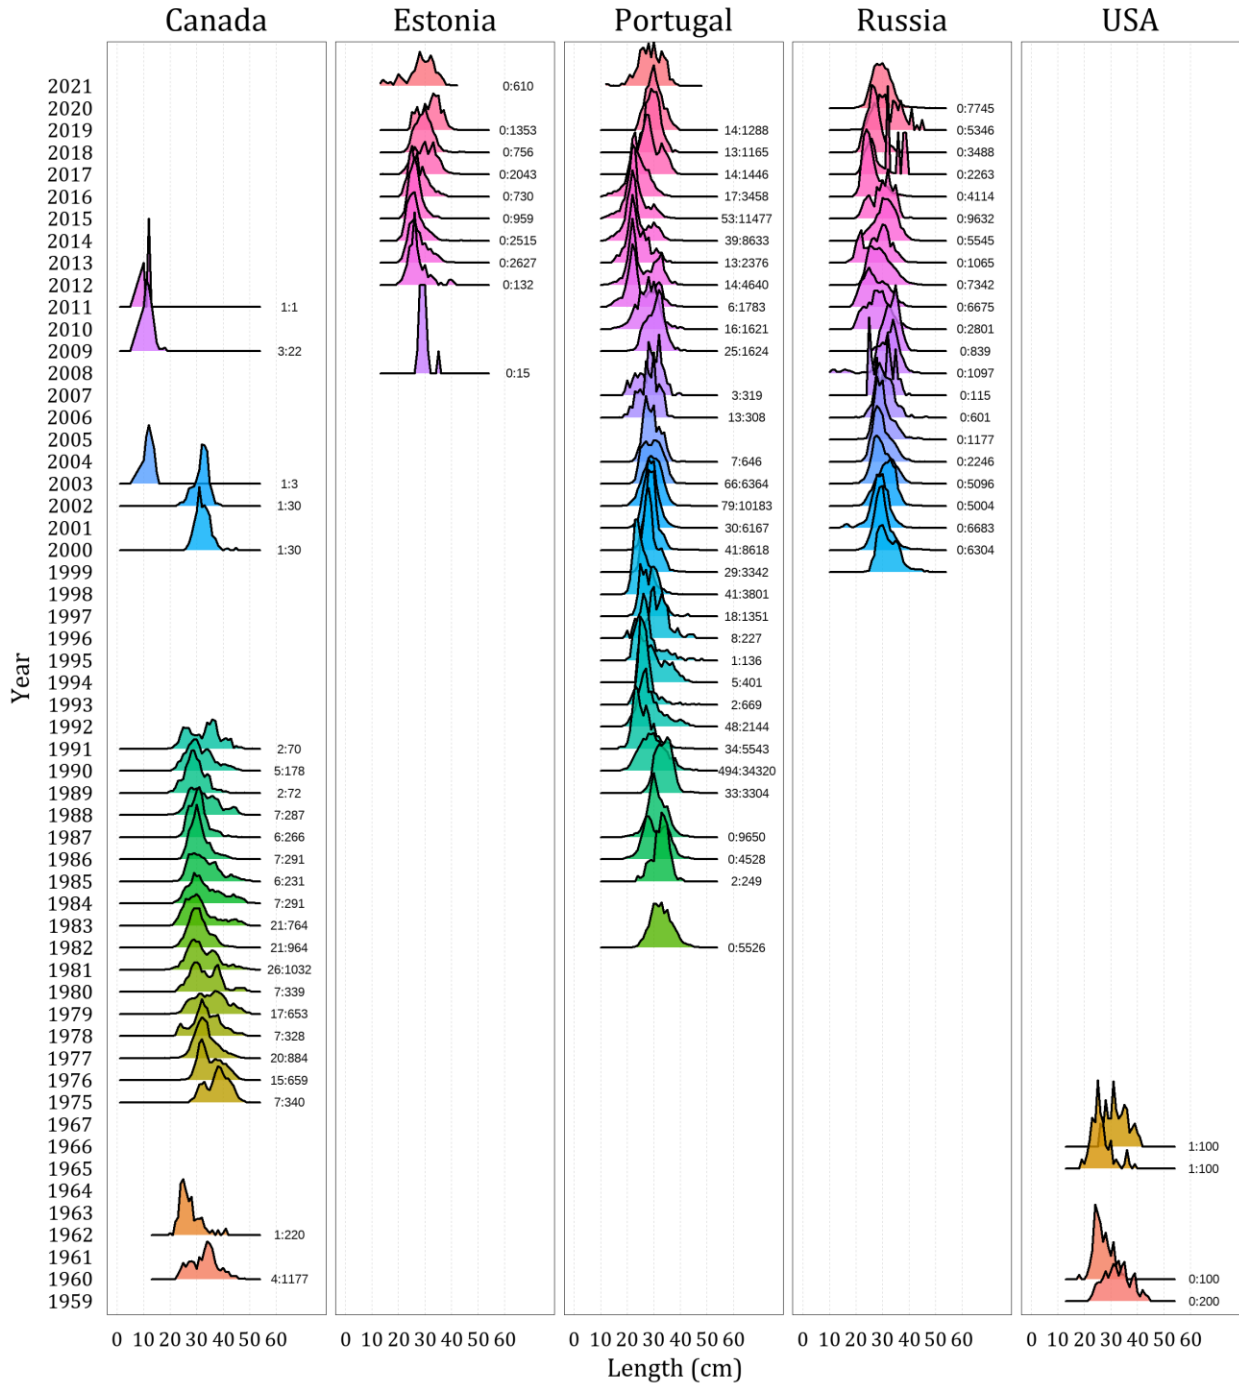 Canada Estonia Portugal Russia USA
2021 0:610
2020 0:7745
2019 0:1353 14:1288 0:5346
2018 0:756 13:1165 0:3488
2017 0:2043 14:1446 0:2263
2016 0:730 17:3458 0:4114
2015 0:959 53:11477 0:9632
2014 0:2515 39:8633 0:5545
2013 0:2627 13:2376 0:1065
2012 0:132 14:4640 0:7342
2011 1:1 6:1783 0:6675
2010 16:1621 0:2801
2009 3:22 25:1624 0:839
2008 0:15 0:1097
2007 3:319 0:115
2006 13:308 0:601
2005 0:1177
2004 7:646 0:2246
2003 1:3 66:6364 0:5096
2002 1:30 79:10183 0:5004
2001 30:6167 0:6683
2000 1:30 41:8618 0:6304
1999 29:3342
1998 41:3801
1997 18:1351
1996 8:227
1995 1:136
1994 5:401
1993 2:669
1992 48:2144
1991 2:70 34:5543
1990 5:178 494:34320
1989 2:72 33:3304
1988 7:287
1987 6:266 0:9650
1986 7:291 0:4528
1985 6:231 2:249
1984 7:291
1983 21:764
1982 21:964 0:5526
1981 26:1032
1980 7:339
1979 17:653
1978 7:328
1977 20:884
1976 15:659
1975 7:340
1967
1966 1:100
1965 1:100
1964
1963
1962 1:220
1961
1960 4:1177 0:100
1959 0:200
Year
0 10 20 30 40 50 60 0 10 20 30 40 50 60 0 10 20 30 40 50 60 0 10 20 30 40 50 60 0 10 20 30 40 50 60
Length (cm)